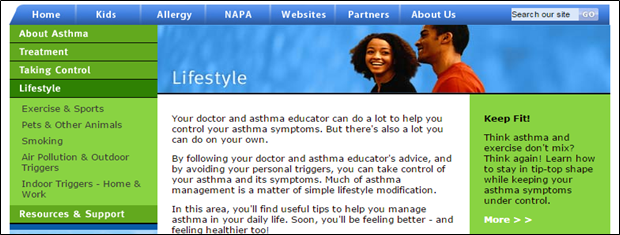 Home Kids Allergy NAPA Websites Partners About Us Search our site GO
About Asthma
Treatment
Taking Control
Lifestyle
Exercise & Sports
Pets & Other Animals
Smoking
Air Pollution & Outdoor
Triggers
Indoor Triggers - Home &
Work
Resources & Support
Lifestyle
Your doctor and asthma educator can do a lot to help you
control your asthma symptoms. But there's also a lot you
can do on your own.
By following your doctor and asthma educator's advice, and
by avoiding your personal triggers, you can take control of
your asthma and its symptoms. Much of asthma
management is a matter of simple lifestyle modification.
In this area, you'll find useful tips to help you manage
asthma in your daily life. Soon, you'll be feeling better - and
feeling healthier too!
Keep Fit!
Think asthma and
exercise don't mix?
Think again! Learn how
to stay in tip-top shape
while keeping your
asthma symptoms
under control.
More > >